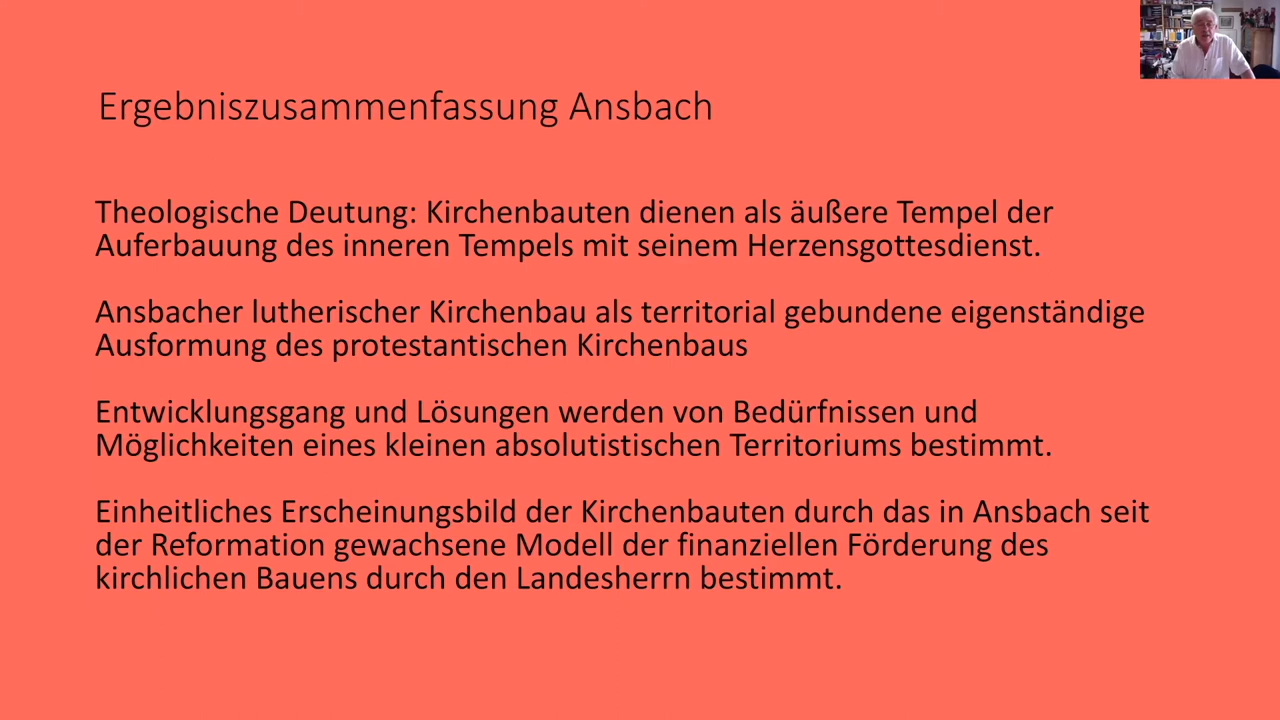 Ergebniszusammenfassung Ansbach
Theologische Deutung: Kirchenbauten dienen als äußere Tempel der
Auferbauung des inneren Tempels mit seinem Herzensgottesdienst.
Ansbacher lutherischer Kirchenbau als territorial gebundene eigenständige
Ausformung des protestantischen Kirchenbaus
Entwicklungsgang und Lösungen werden von Bedürfnissen und
Möglichkeiten eines kleinen absolutistischen Territoriums bestimmt.
Einheitliches Erscheinungsbild der Kirchenbauten durch das in Ansbach seit
der Reformation gewachsene Modell der finanziellen Förderung des
kirchlichen Bauens durch den Landesherrn bestimmt.